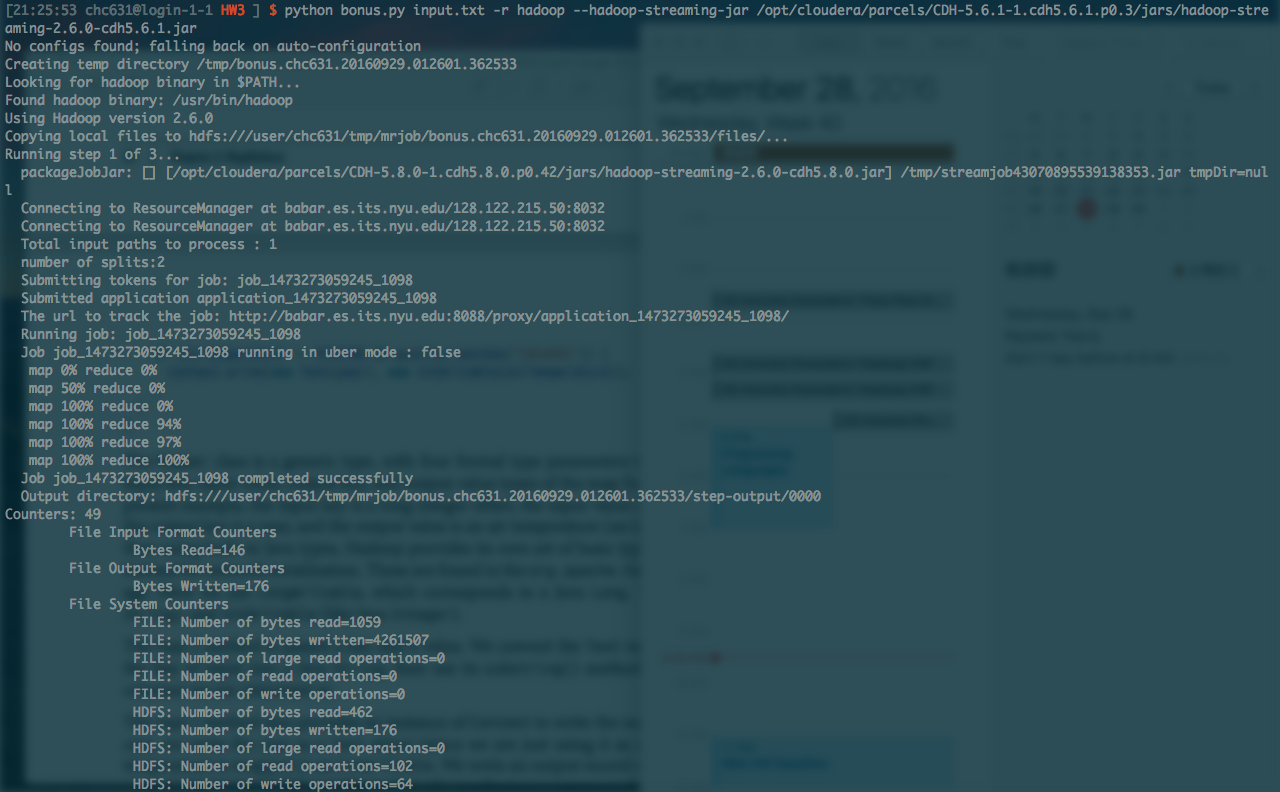 [21:25:53 chc631@login-1-1 HW3 ] $ python bonus.py input.txt -r hadoop --hadoop-streaming-jar /opt/cloudera/parcels/CDH-5.6.1-1.cdh5.6.1.p0.3/jars/hadoop-stre
aming-2.6.0-cdh5.6.1.jar
No configs found; falling back on auto-configuration
Creating temp directory /tmp/bonus.chc631.20160929.012601.362533
Looking for hadoop binary in $PATH...
Found hadoop binary: /usr/bin/hadoop
Using Hadoop version 2.6.0
Copying local files to hdfs:///user/chc631/tmp/mrjob/bonus.chc631.20160929.012601.362533/files/...
Running step 1 of 3...
  packageJobJar: [] [/opt/cloudera/parcels/CDH-5.8.0-1.cdh5.8.0.p0.42/jars/hadoop-streaming-2.6.0-cdh5.8.0.jar] /tmp/streamjob43070895539138353.jar tmpDir=nul
l
  Connecting to ResourceManager at babar.es.its.nyu.edu/128.122.215.50:8032
  Connecting to ResourceManager at babar.es.its.nyu.edu/128.122.215.50:8032
  Total input paths to process : 1
  number of splits:2
  Submitting tokens for job: job_1473273059245_1098
  Submitted application application_1473273059245_1098
  The url to track the job: http://babar.es.its.nyu.edu:8088/proxy/application_1473273059245_1098/
  Running job: job_1473273059245_1098
  Job job_1473273059245_1098 running in uber mode : false
   map 0% reduce 0%
   map 50% reduce 0%
   map 100% reduce 0%
   map 100% reduce 94%
   map 100% reduce 97%
   map 100% reduce 100%
  Job job_1473273059245_1098 completed successfully
  Output directory: hdfs:///user/chc631/tmp/mrjob/bonus.chc631.20160929.012601.362533/step-output/0000
Counters: 49
        File Input Format Counters
                Bytes Read=146
        File Output Format Counters
                Bytes Written=176
        File System Counters
                FILE: Number of bytes read=1059
                FILE: Number of bytes written=4261507
                FILE: Number of large read operations=0
                FILE: Number of read operations=0
                FILE: Number of write operations=0
                HDFS: Number of bytes read=462
                HDFS: Number of bytes written=176
                HDFS: Number of large read operations=0
                HDFS: Number of read operations=102
                HDFS: Number of write operations=64
September 28, 2016